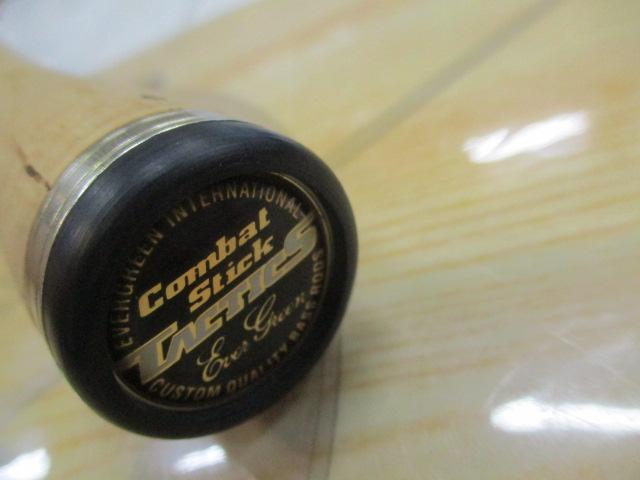 EVERGREEN INTERNATIONAL
Combat
Stick
TACTICS
Ever Green
CUSTOM QUALITY BASS RODS